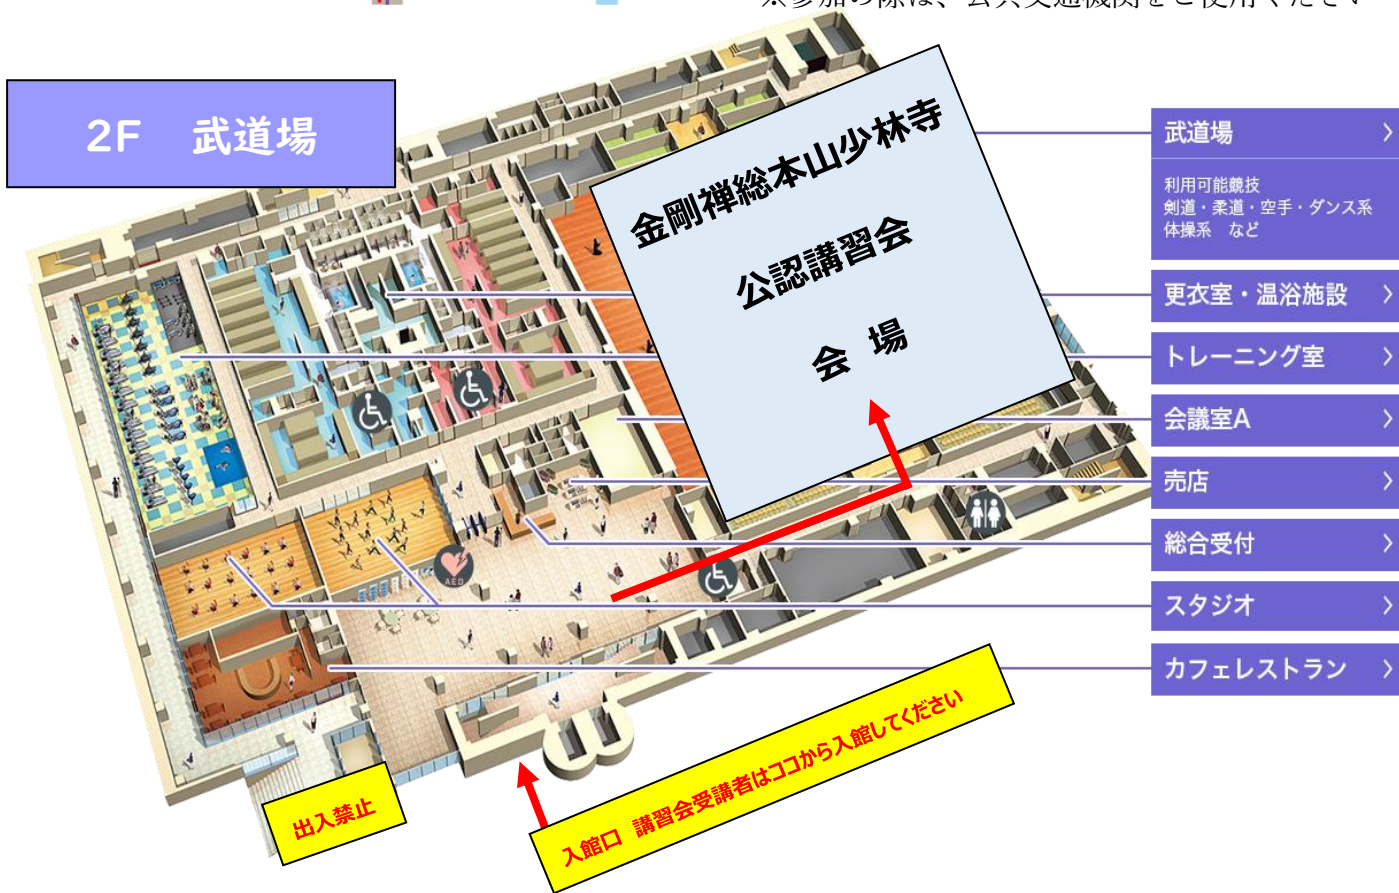 ※参加の際は、公共交通機関をご使用ください
2F 武道場
金剛禅総本山少林寺
公認講習会
会 場
武道場
利用可能競技
剣道・柔道・空手・ダンス系
体操系 など
更衣室・温浴施設
トレーニング室
会議室A
売店
総合受付
スタジオ
カフェレストラン
AED
出入禁止
入館口 講習会受講者はココから入館してください